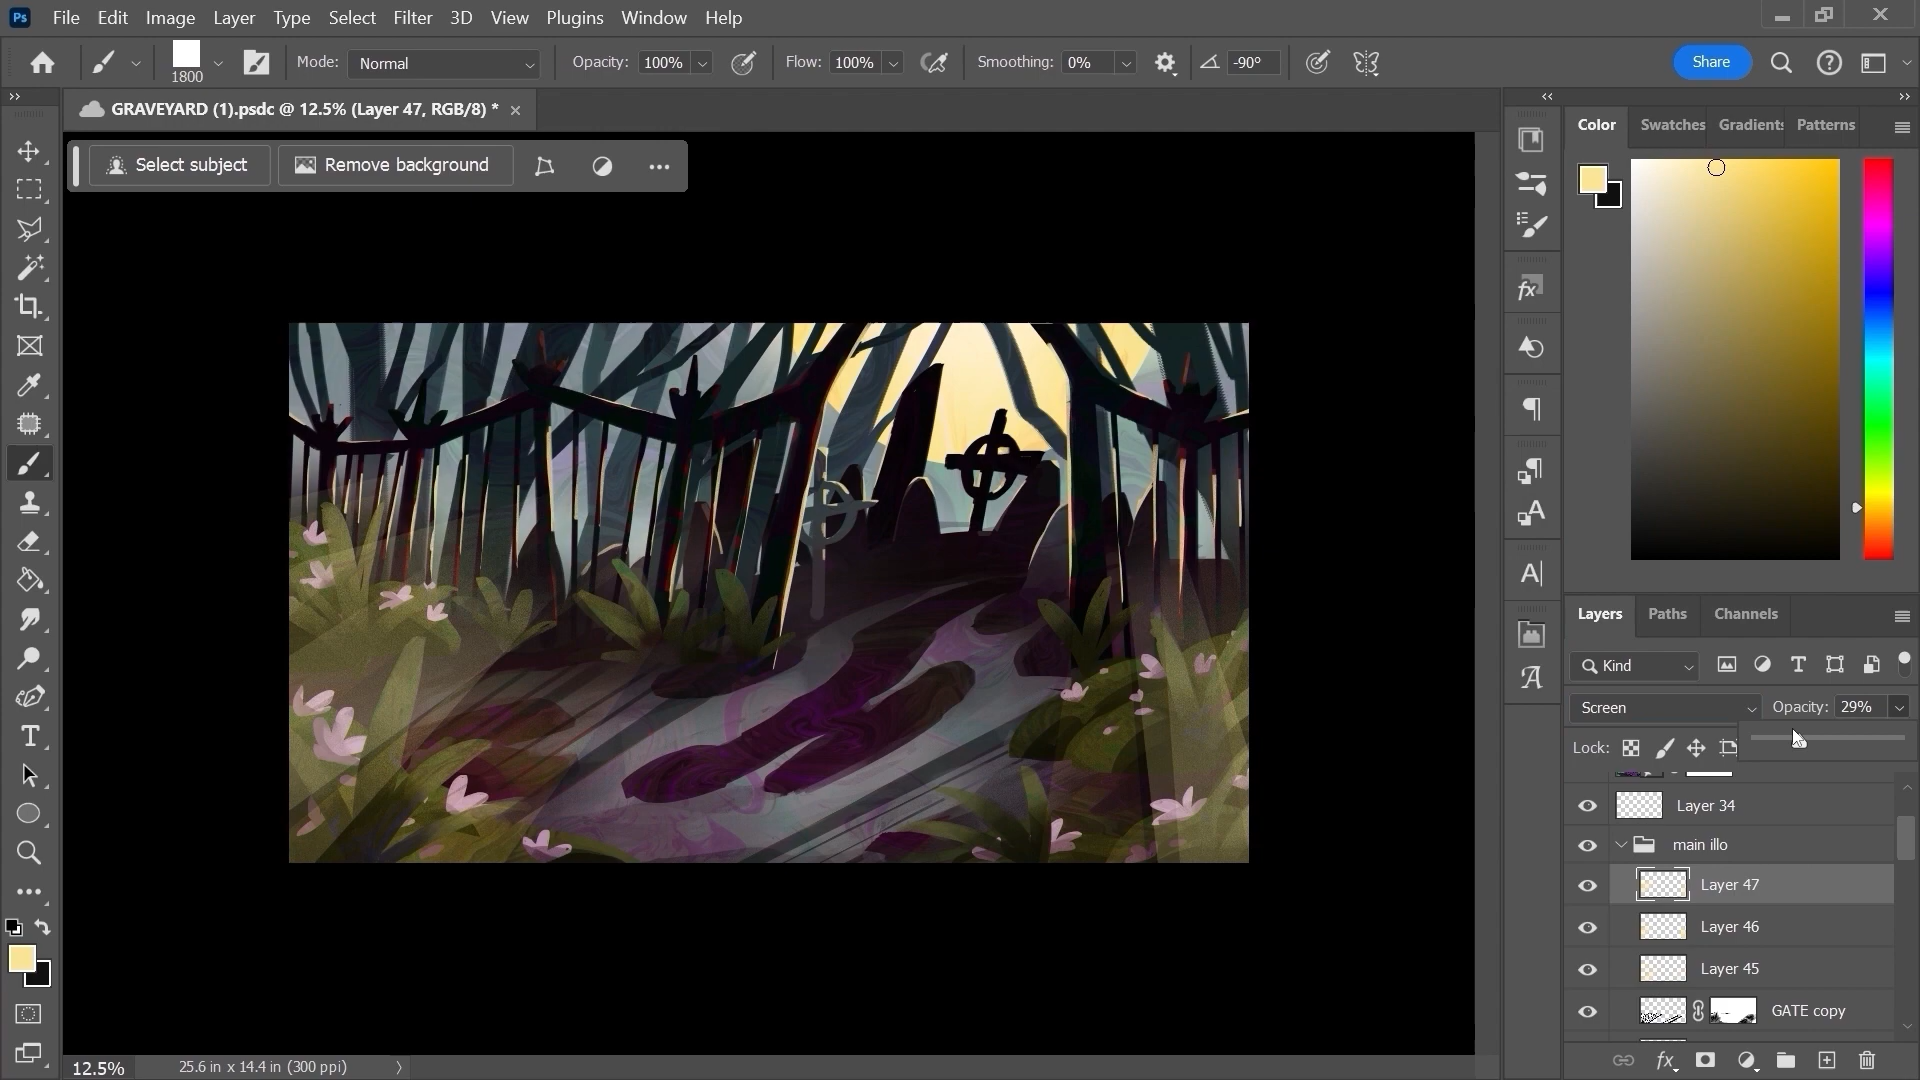 Ps File Edit Image Layer Type Select Filter 3D View Plugins Window Help
1800 Mode: Normal Opacity: 100% Flow: 100% Smoothing: 0% -90° Share
GRAVEYARD (1).psdc @ 12.5% (Layer 47, RGB/8) *
Select subject Remove background
Color Swatches Gradients Patterns
Layers Paths Channels
Kind
Screen Opacity: 29%
Lock:
Layer 34
main illo
Layer 47
Layer 46
Layer 45
GATE copy
fx
12.5% 25.6 in x 14.4 in (300 ppi)